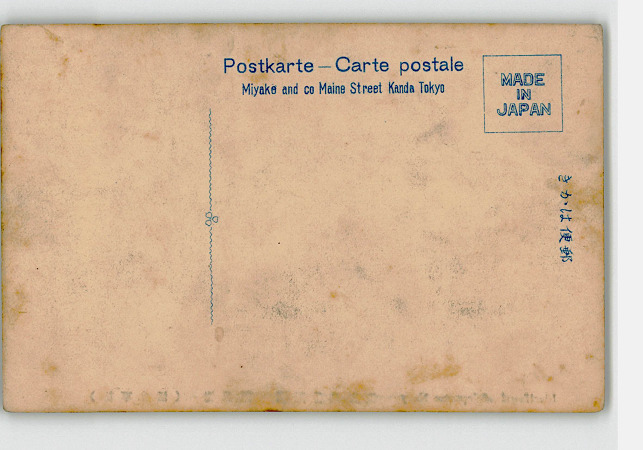 Postkarte – Carte postale
Miyake and co Maine Street Kanda Tokyo
MADE
IN
JAPAN
きかは便郵